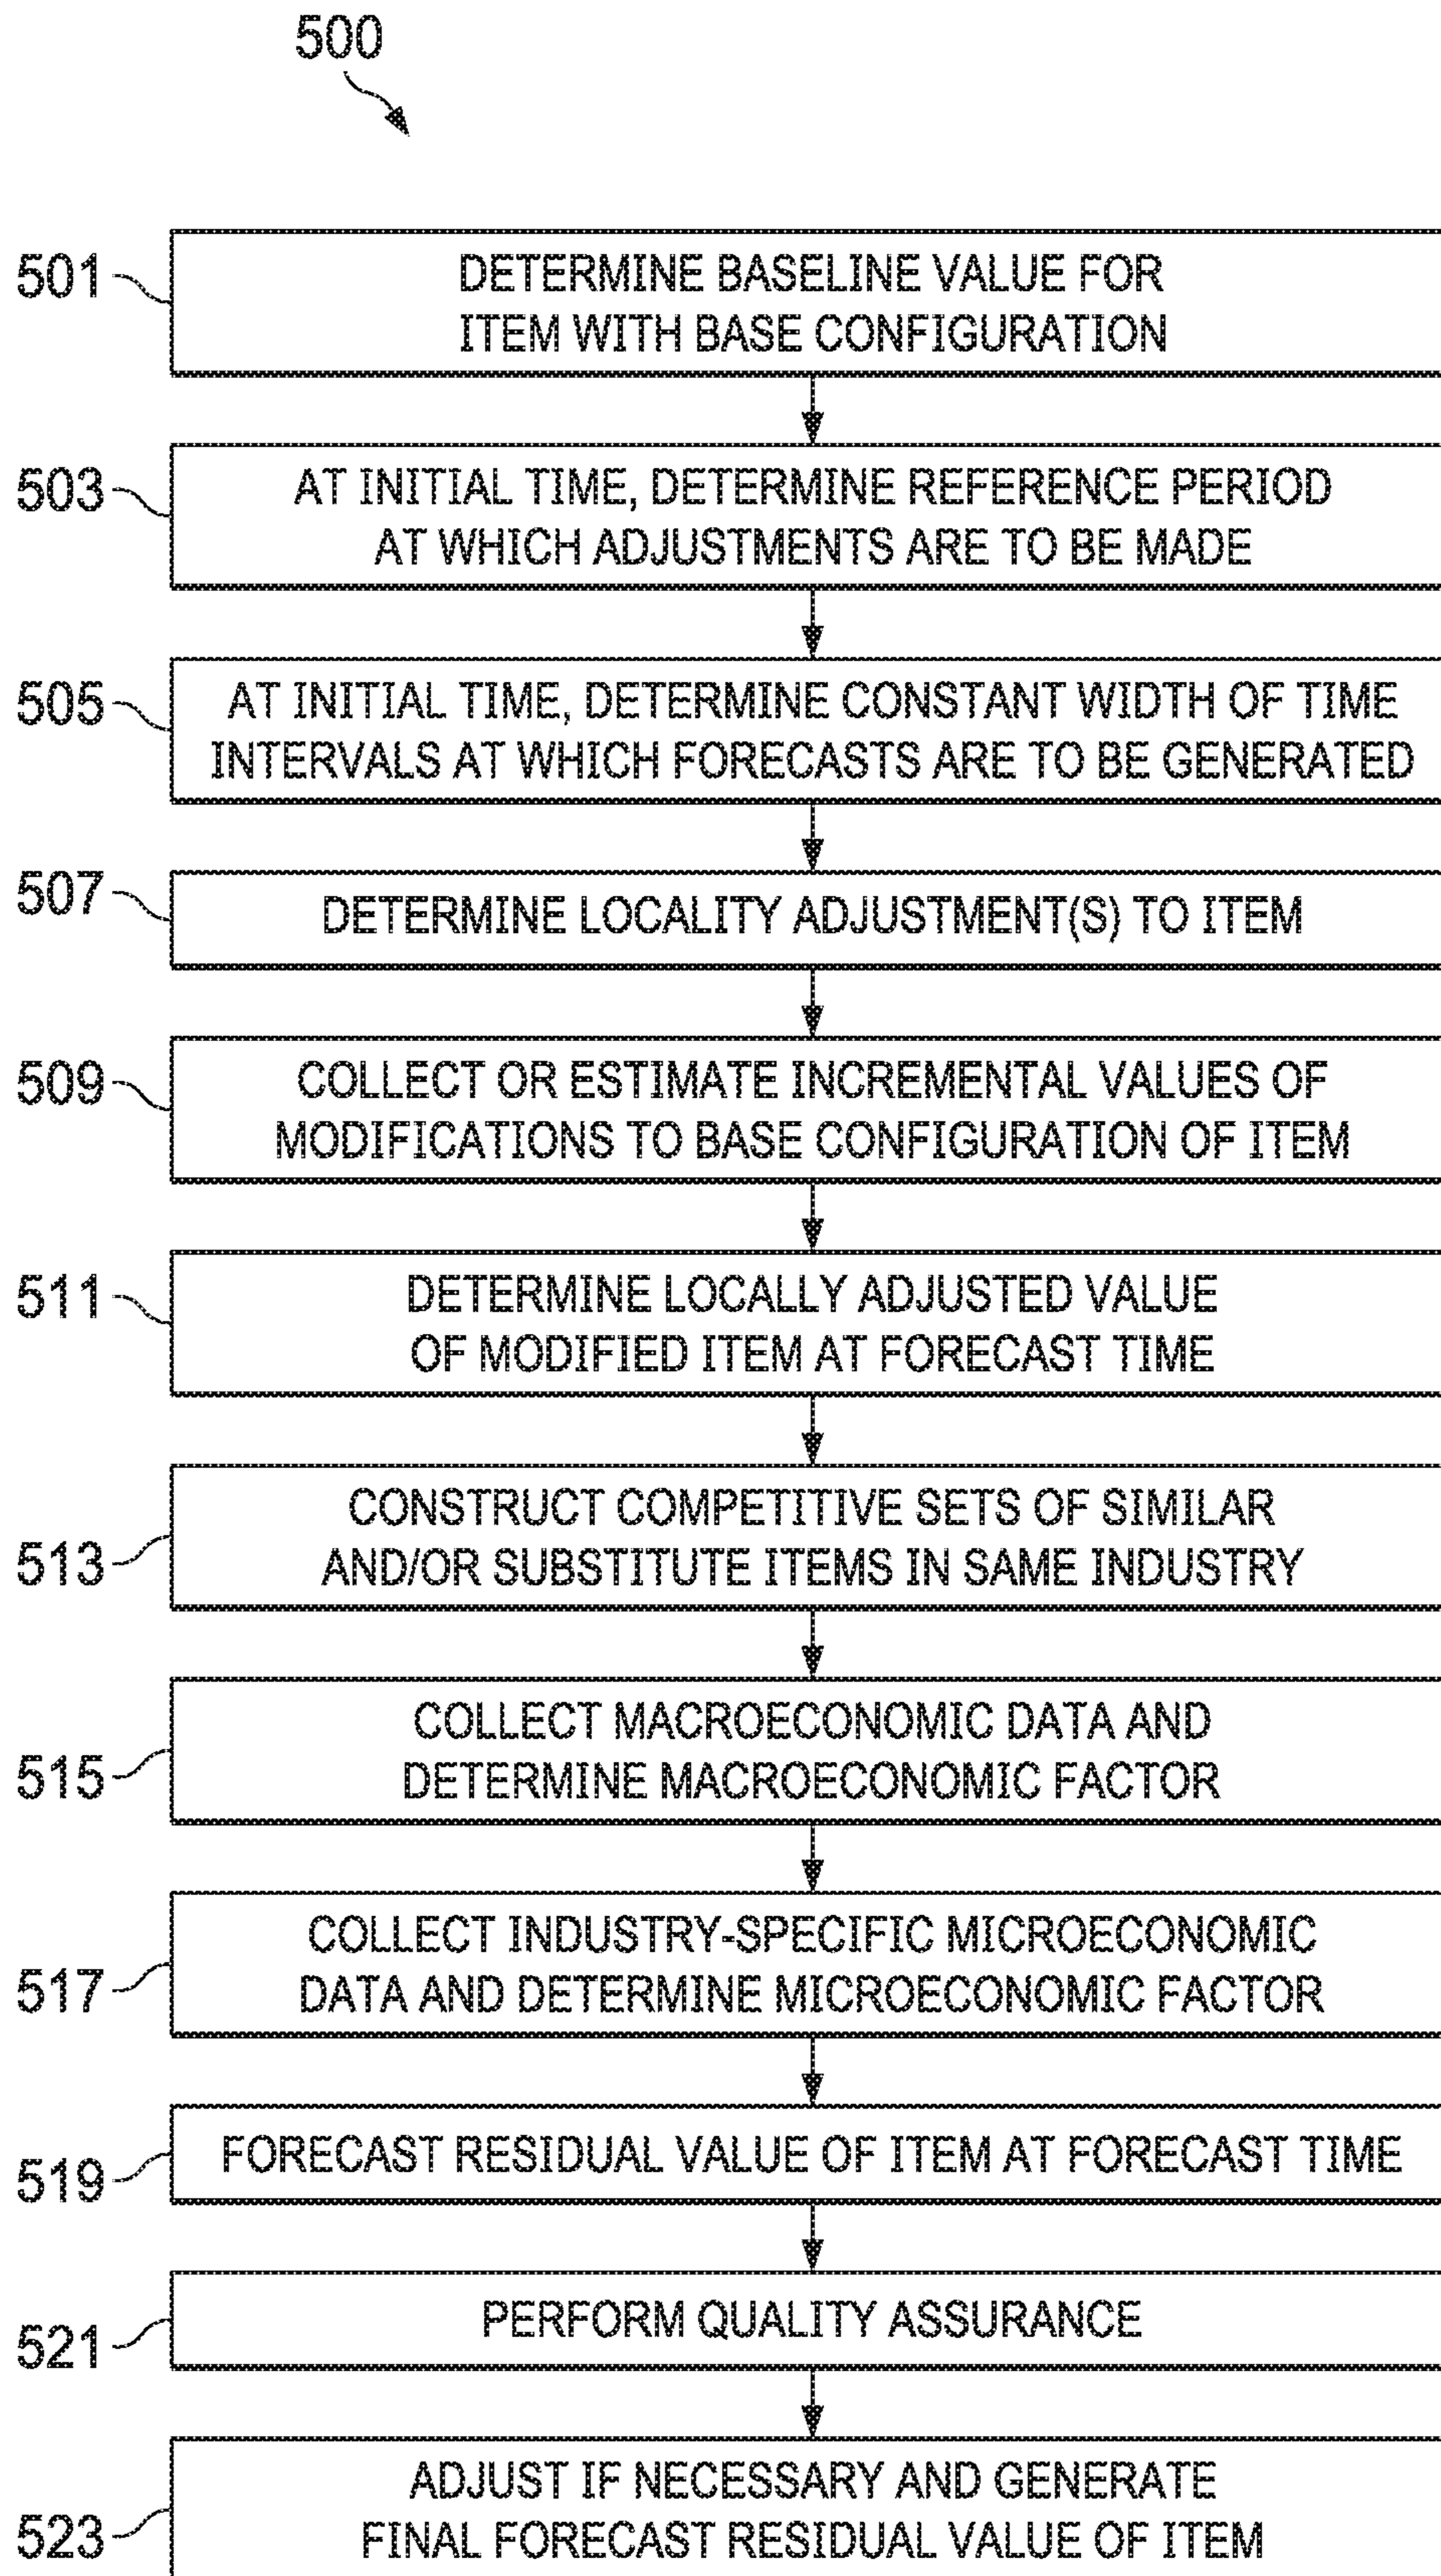 500
501
DETERMINE BASELINE VALUE FOR
ITEM WITH BASE CONFIGURATION
503
AT INITIAL TIME, DETERMINE REFERENCE PERIOD
AT WHICH ADJUSTMENTS ARE TO BE MADE
505
AT INITIAL TIME, DETERMINE CONSTANT WIDTH OF TIME
INTERVALS AT WHICH FORECASTS ARE TO BE GENERATED
507
DETERMINE LOCALITY ADJUSTMENT(S) TO ITEM
509
COLLECT OR ESTIMATE INCREMENTAL VALUES OF
MODIFICATIONS TO BASE CONFIGURATION OF ITEM
511
DETERMINE LOCALLY ADJUSTED VALUE
OF MODIFIED ITEM AT FORECAST TIME
513
CONSTRUCT COMPETITIVE SETS OF SIMILAR
AND/OR SUBSTITUTE ITEMS IN SAME INDUSTRY
515
COLLECT MACROECONOMIC DATA AND
DETERMINE MACROECONOMIC FACTOR
517
COLLECT INDUSTRY-SPECIFIC MICROECONOMIC
DATA AND DETERMINE MICROECONOMIC FACTOR
519
FORECAST RESIDUAL VALUE OF ITEM AT FORECAST TIME
521
PERFORM QUALITY ASSURANCE
523
ADJUST IF NECESSARY AND GENERATE
FINAL FORECAST RESIDUAL VALUE OF ITEM